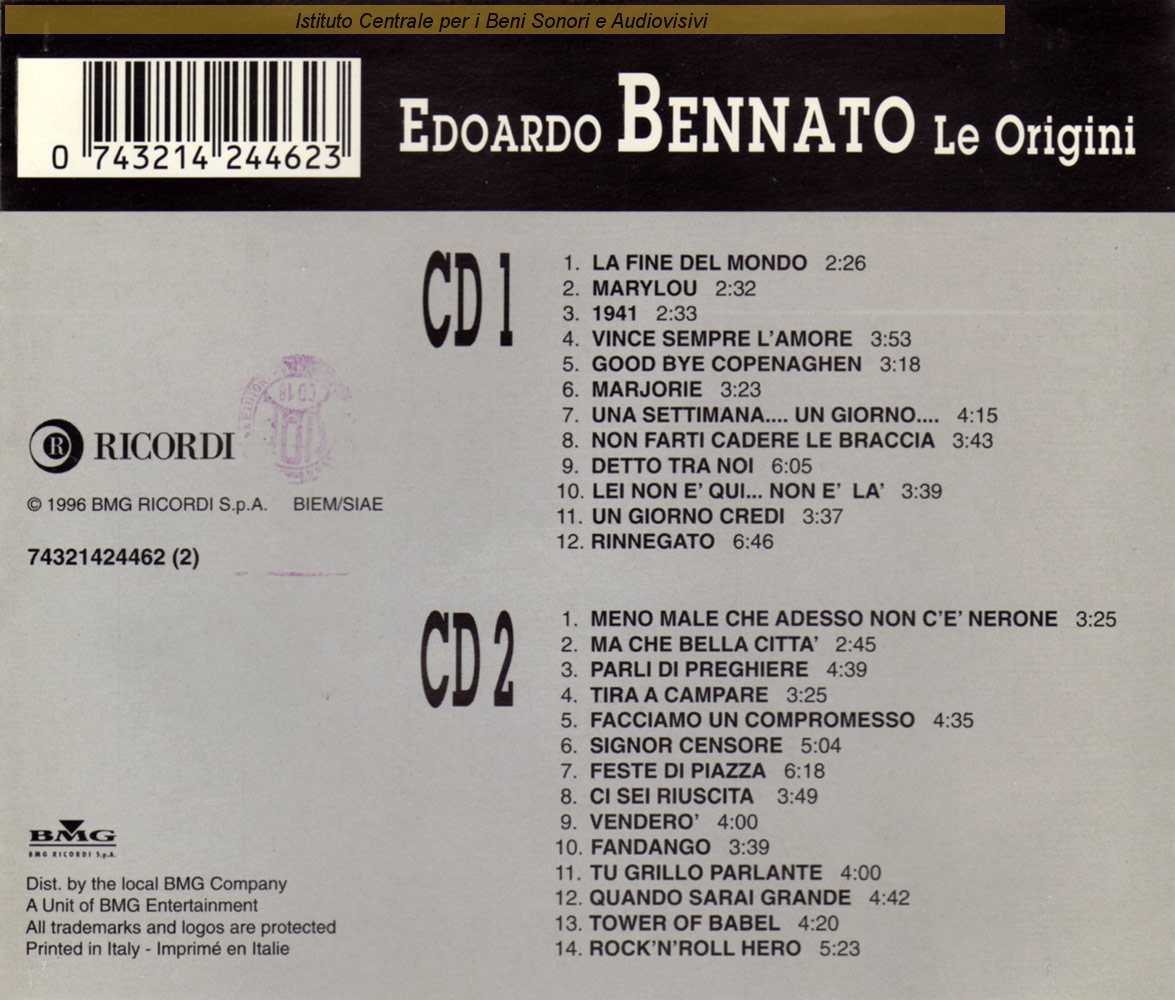 Istituto Centrale per i Beni Sonori e Audiovisivi
0 743214 244623
EDOARDO BENNATO Le Origini
CD 1
1. LA FINE DEL MONDO 2:26
2. MARYLOU 2:32
3. 1941 2:33
4. VINCE SEMPRE L'AMORE 3:53
5. GOOD BYE COPENAGHEN 3:18
6. MARJORIE 3:23
7. UNA SETTIMANA.... UN GIORNO.... 4:15
8. NON FARTI CADERE LE BRACCIA 3:43
9. DETTO TRA NOI 6:05
10. LEI NON E' QUI... NON E' LA' 3:39
11. UN GIORNO CREDI 3:37
12. RINNEGATO 6:46
R RICORDI
© 1996 BMG RICORDI S.p.A. BIEM/SIAE
74321424462 (2)
CD 2
1. MENO MALE CHE ADESSO NON C'E' NERONE 3:25
2. MA CHE BELLA CITTA' 2:45
3. PARLI DI PREGHIERE 4:39
4. TIRA A CAMPARE 3:25
5. FACCIAMO UN COMPROMESSO 4:35
6. SIGNOR CENSORE 5:04
7. FESTE DI PIAZZA 6:18
8. CI SEI RIUSCITA 3:49
9. VENDERO' 4:00
10. FANDANGO 3:39
11. TU GRILLO PARLANTE 4:00
12. QUANDO SARAI GRANDE 4:42
13. TOWER OF BABEL 4:20
14. ROCK'N'ROLL HERO 5:23
BMG
BMG RICORDI S.p.A.
Dist. by the local BMG Company
A Unit of BMG Entertainment
All trademarks and logos are protected
Printed in Italy - Imprimé en Italie